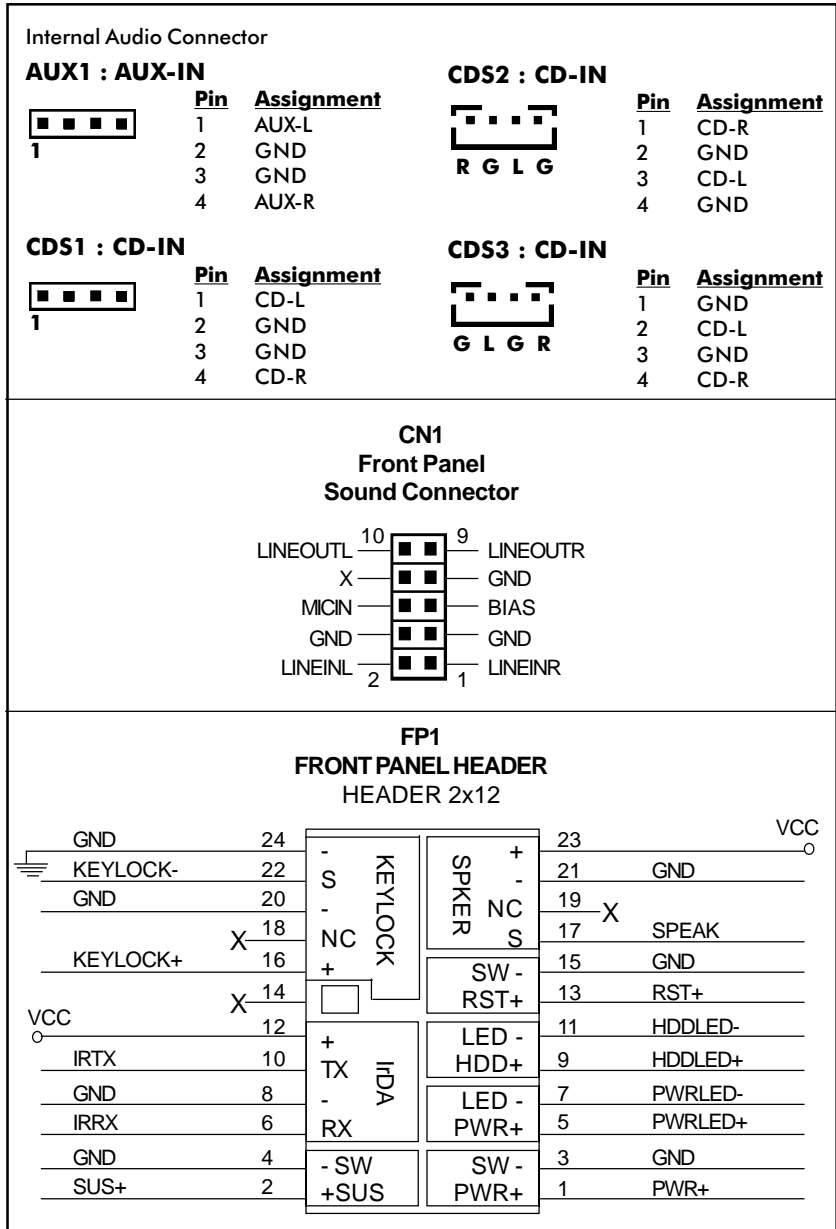 Internal Audio Connector
AUX1 : AUX-IN
Pin Assignment
1 AUX-L
2 GND
3 GND
4 AUX-R
1
CDS2 : CD-IN
Pin Assignment
1 CD-R
2 GND
3 CD-L
4 GND
R G L G
CDS1 : CD-IN
Pin Assignment
1 CD-L
2 GND
3 GND
4 CD-R
1
CDS3 : CD-IN
Pin Assignment
1 GND
2 CD-L
3 GND
4 CD-R
G L G R
CN1
Front Panel
Sound Connector
LINEOUTL 10 9 LINEOUTR
X GND
MICIN BIAS
GND GND
LINEINL 2 1 LINEINR
FP1
FRONT PANEL HEADER
HEADER 2x12
GND 24 - + 23 VCC
KEYLOCK- 22 S - 21 GND
GND 20 - NC 19 X
X 18 NC S 17 SPEAK
KEYLOCK
SPKER
KEYLOCK+ 16 + SW - 15 GND
X 14 RST+ 13 RST+
VCC 12 + LED - 11 HDDLED-
IRTX 10 TX HDD+ 9 HDDLED+
IrDA
GND 8 - LED - 7 PWRLED-
IRRX 6 RX PWR+ 5 PWRLED+
GND 4 - SW SW - 3 GND
SUS+ 2 +SUS PWR+ 1 PWR+